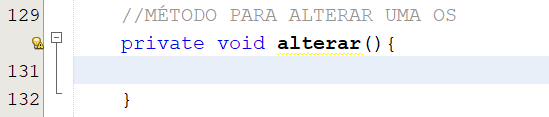 129 //MÉTODO PARA ALTERAR UMA OS
private void alterar(){
131
132 }